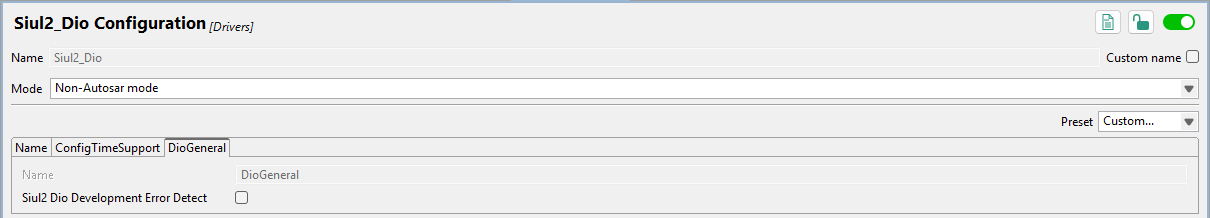 Siul2_Dio Configuration [Drivers]
Name Siul2_Dio Custom name
Mode Non-Autosar mode
Preset Custom...
Name ConfigTimeSupport DioGeneral
Name DioGeneral
Siul2 Dio Development Error Detect